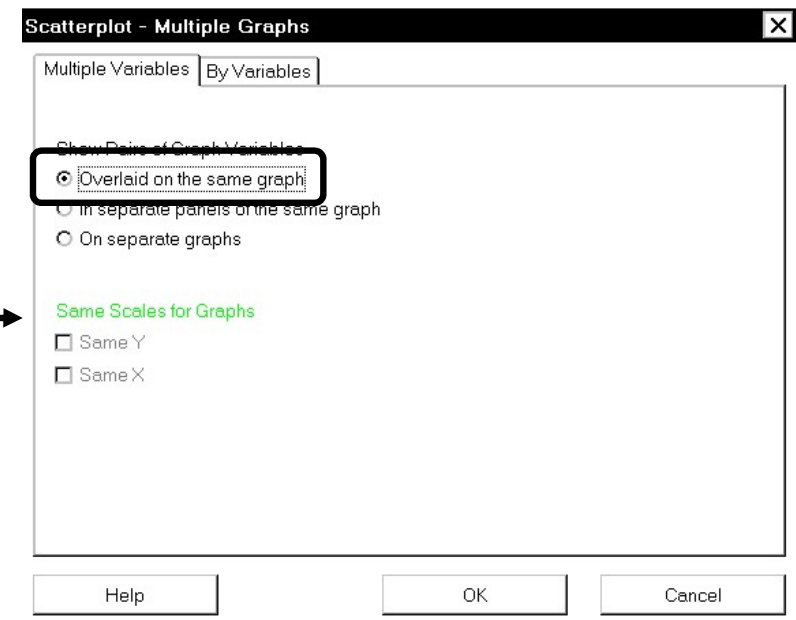 Scatterplot - Multiple Graphs
Multiple Variables By Variables
Show Pairs of Graph Variables
Overlaid on the same graph
In separate panels of the same graph
On separate graphs
Same Scales for Graphs
Same Y
Same X
Help OK Cancel